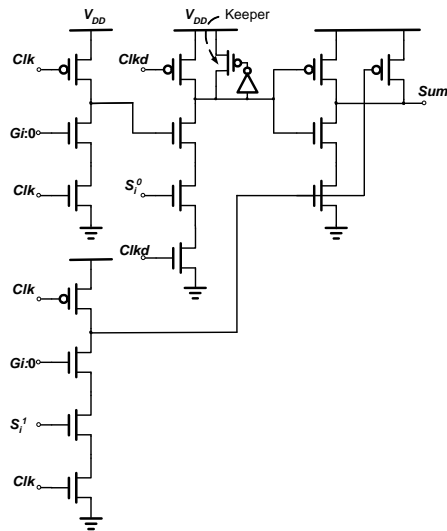 V_DD
V_DD
Keeper
Clk
Clkd
Sum
Gi:0
Clk
S_i^0
Clkd
Clk
Gi:0
S_i^1
Clk